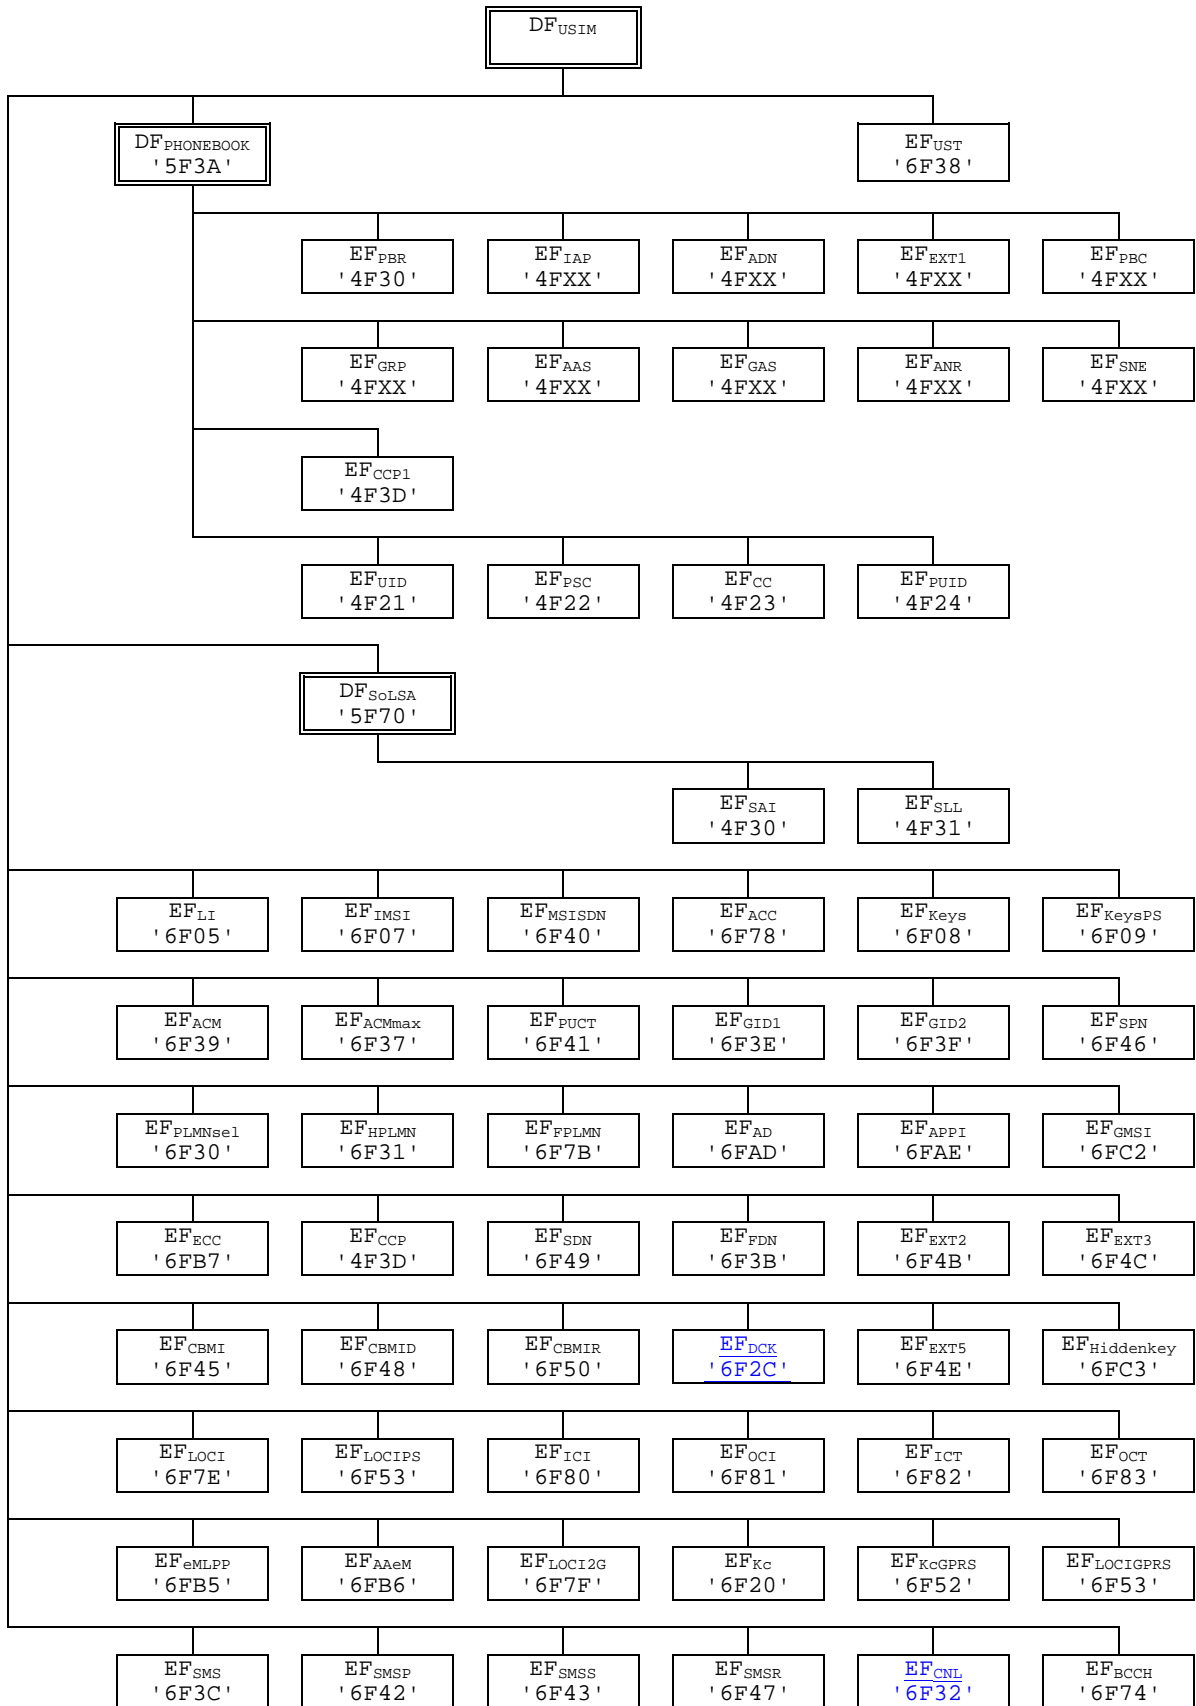 DFUSIM
DFPHONEBOOK
'5F3A'
EFUST
'6F38'
EFPBR
'4F30'
EFIAP
'4FXX'
EFADN
'4FXX'
EFEXT1
'4FXX'
EFPBC
'4FXX'
EFGRP
'4FXX'
EFAAS
'4FXX'
EFGAS
'4FXX'
EFANR
'4FXX'
EFSNE
'4FXX'
EFCCP1
'4F3D'
EFUID
'4F21'
EFPSC
'4F22'
EFCC
'4F23'
EFPUID
'4F24'
DFSoLSA
'5F70'
EFSAI
'4F30'
EFSLL
'4F31'
EFLI
'6F05'
EFIMSI
'6F07'
EFMSISDN
'6F40'
EFACC
'6F78'
EFKeys
'6F08'
EFKeysPS
'6F09'
EFACM
'6F39'
EFACMmax
'6F37'
EFPUCT
'6F41'
EFGID1
'6F3E'
EFGID2
'6F3F'
EFSPN
'6F46'
EFPLMNsel
'6F30'
EFHPLMN
'6F31'
EFFPLMN
'6F7B'
EFAD
'6FAD'
EFAPPI
'6FAE'
EFGMSI
'6FC2'
EFECC
'6FB7'
EFCCP
'4F3D'
EFSDN
'6F49'
EFFDN
'6F3B'
EFEXT2
'6F4B'
EFEXT3
'6F4C'
EFCBMI
'6F45'
EFCBMID
'6F48'
EFCBMIR
'6F50'
EFDCK
'6F2C'
EFEXT5
'6F4E'
EFHiddenkey
'6FC3'
EFLOCI
'6F7E'
EFLOCIPS
'6F53'
EFICI
'6F80'
EFOCI
'6F81'
EFICT
'6F82'
EFOCT
'6F83'
EFeMLPP
'6FB5'
EFAAeM
'6FB6'
EFLOCI2G
'6F7F'
EFKc
'6F20'
EFKcGPRS
'6F52'
EFLOCIGPRS
'6F53'
EFSMS
'6F3C'
EFSMSP
'6F42'
EFSMSS
'6F43'
EFSMSR
'6F47'
EFCNL
'6F32'
EFBCCH
'6F74'